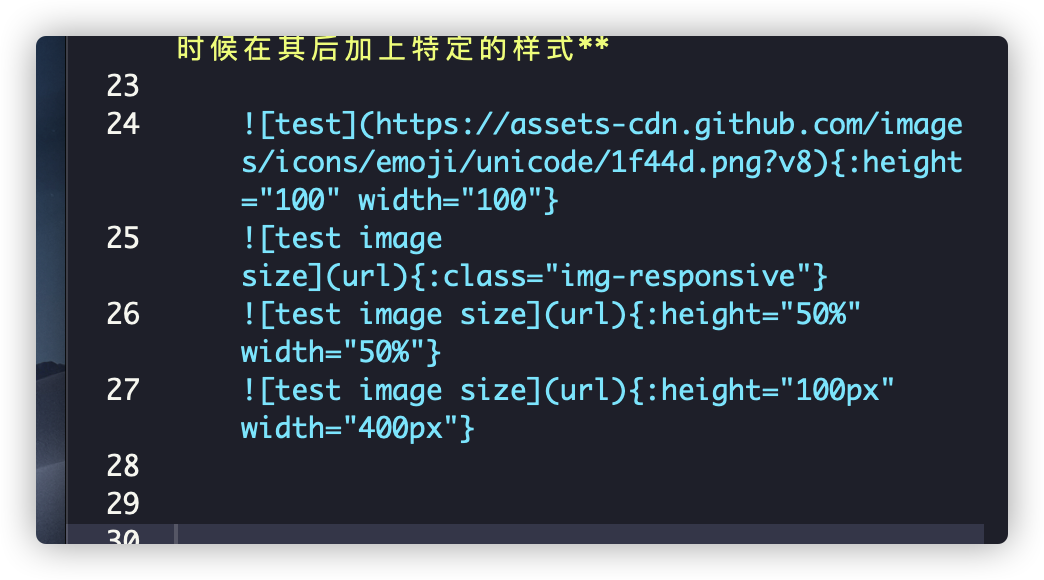 时候在其后加上特定的样式**
23
24 ![test](https://assets-cdn.github.com/image
s/icons/emoji/unicode/1f44d.png?v8){:height
="100" width="100"}
25 ![test image
size](url){:class="img-responsive"}
26 ![test image size](url){:height="50%"
width="50%"}
27 ![test image size](url){:height="100px"
width="400px"}
28
29
30